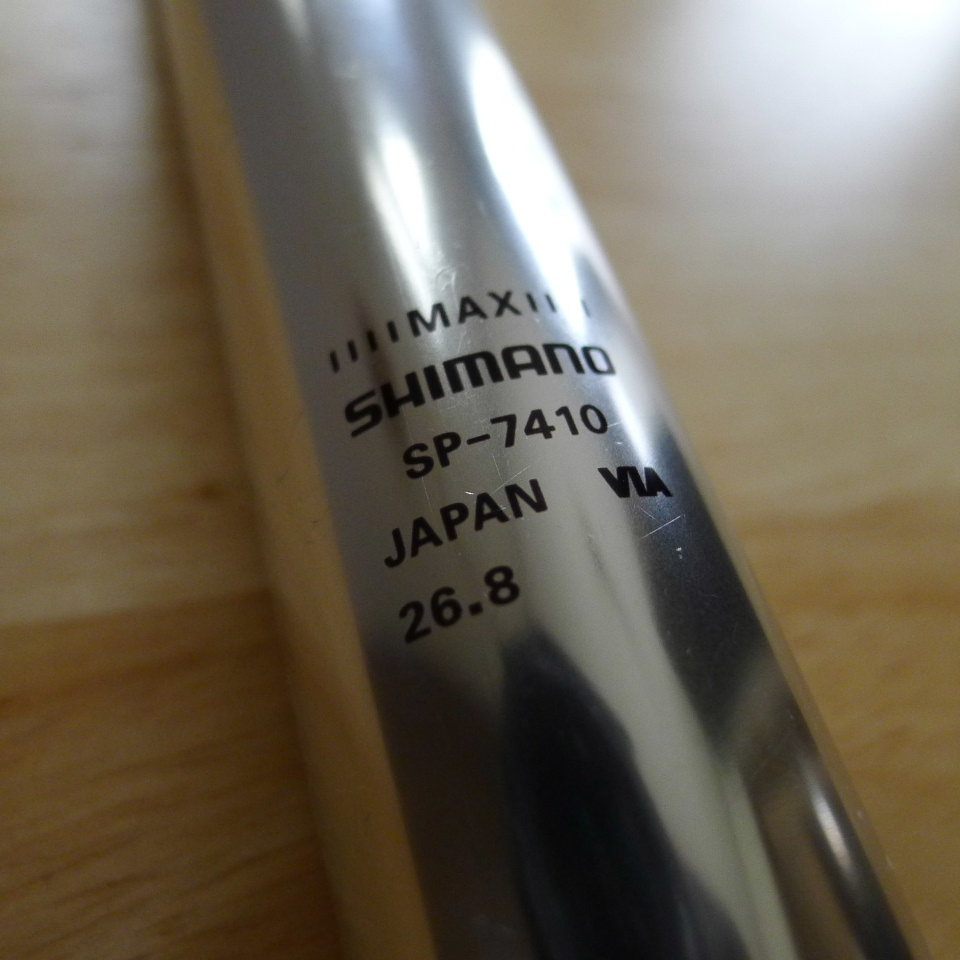 MAX
SHIMANO
SP-7410
JAPAN VIA
26.8